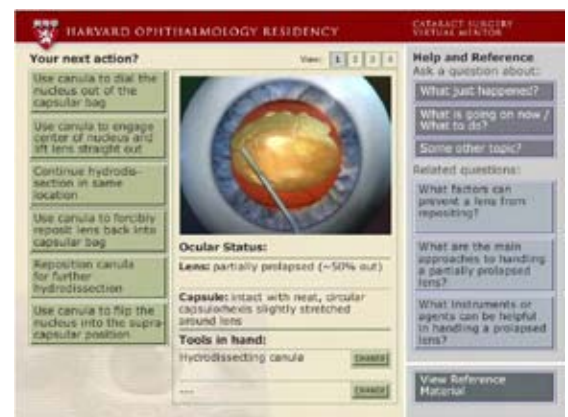 HARVARD OPHTHALMOLOGY RESIDENCY
CATARACT SURGERY
VIRTUAL MENTOR
Your next action?
View: 1 2 3 4
Use canula to dial the
nucleus out of the
capsular bag
Use canula to engage
center of nucleus and
lift lens straight out
Continue hydrodis-
section in same
location
Use canula to forcibly
reposit lens back into
capsular bag
Reposition canula
for further
hydrodissection
Use canula to flip the
nucleus into the supra-
capsular position
Ocular Status:
Lens: partially prolapsed (~50% out)
Capsule: intact with neat, circular
capsulorhexis slightly stretched
around lens
Tools in hand:
Hydrodissecting canula
CHANGE
----
CHANGE
Help and Reference
Ask a question about:
What just happened?
What is going on now /
What to do?
Some other topic?
Related questions:
What factors can
prevent a lens from
repositing?
What are the main
approaches to handling
a partially prolapsed
lens?
What instruments or
agents can be helpful
in handling a prolapsed
lens?
View Reference
Material